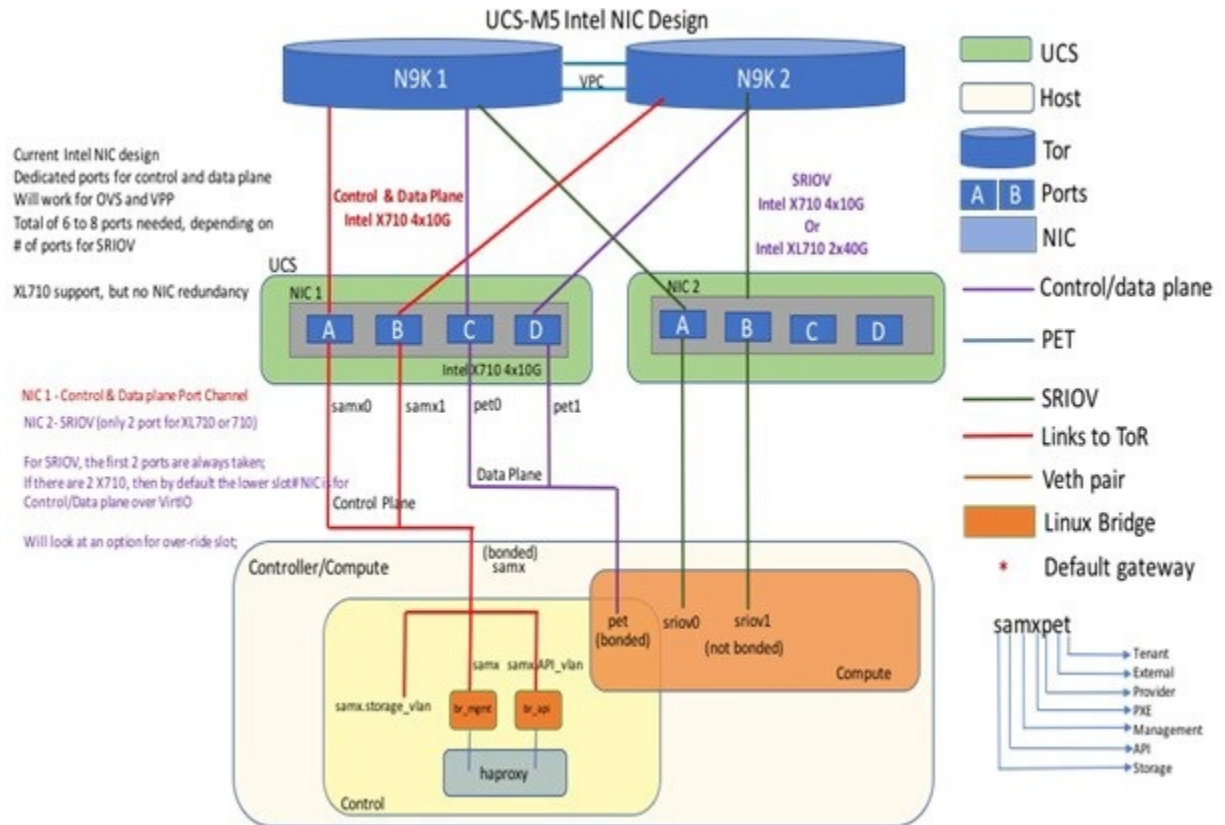 UCS-M5 Intel NIC Design
N9K 1
VPC
N9K 2
Current Intel NIC design
Dedicated ports for control and data plane
Will work for OVS and VPP
Total of 6 to 8 ports needed, depending on
# of ports for SRIOV
XL710 support, but no NIC redundancy
Control & Data Plane
Intel X710 4x10G
SRIOV
Intel X710 4x10G
Or
Intel XL710 2x40G
UCS
NIC 1
A
B
C
D
Intel X710 4x10G
NIC 2
A
B
C
D
NIC 1 - Control & Data plane Port Channel
NIC 2- SRIOV (only 2 port for XL710 or 710)
For SRIOV, the first 2 ports are always taken;
If there are 2 X710, then by default the lower slot# NIC is for
Control/Data plane over VirtIO
Will look at an option for over-ride slot;
samx0
samx1
pet0
pet1
Data Plane
Control Plane
(bonded)
samx
Controller/Compute
pet
(bonded)
sriov0
sriov1
(not bonded)
Compute
samx
samx.API_vlan
samx.storage_vlan
br_mgmt
br_api
haproxy
Control
UCS
Host
Tor
A
B
Ports
NIC
Control/data plane
PET
SRIOV
Links to ToR
Veth pair
Linux Bridge
* Default gateway
samxpet
Tenant
External
Provider
PXE
Management
API
Storage